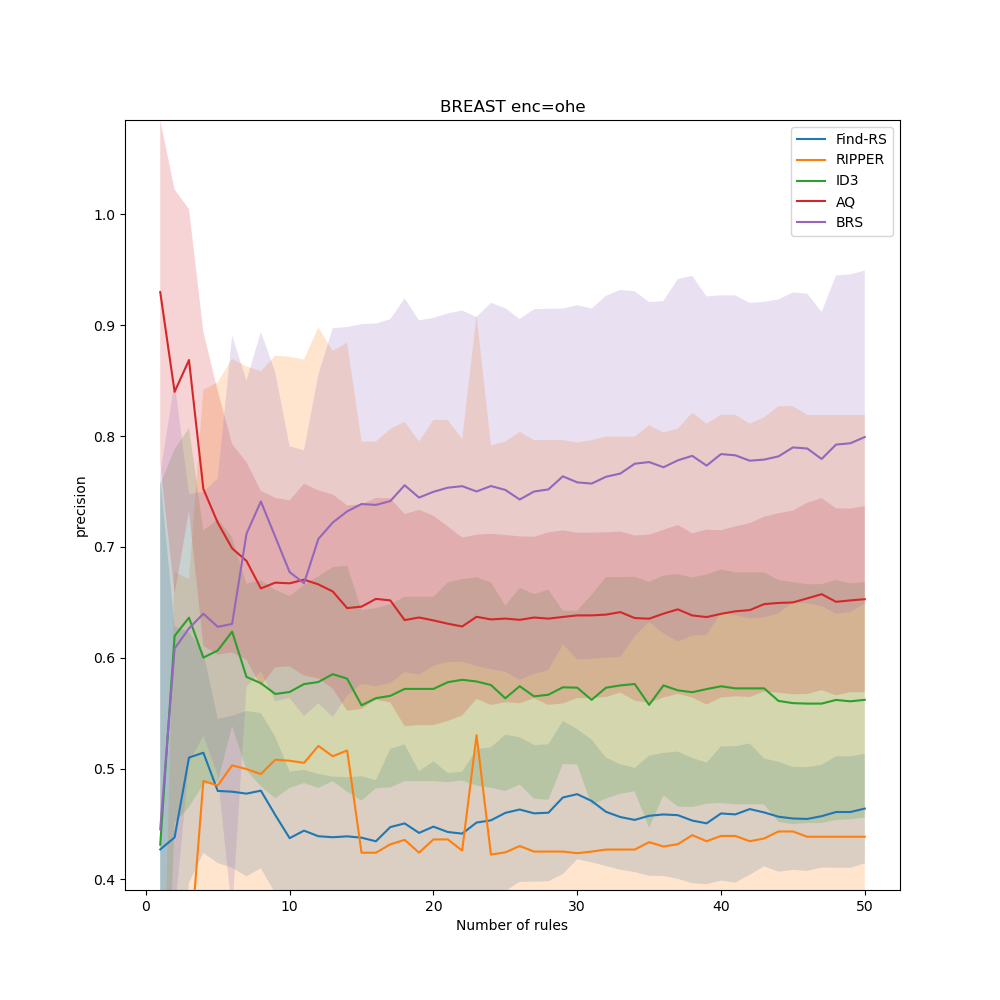 BREAST enc=ohe
Find-RS
RIPPER
ID3
AQ
BRS
precision
1.0
0.9
0.8
0.7
0.6
0.5
0.4
0
10
20
30
40
50
Number of rules